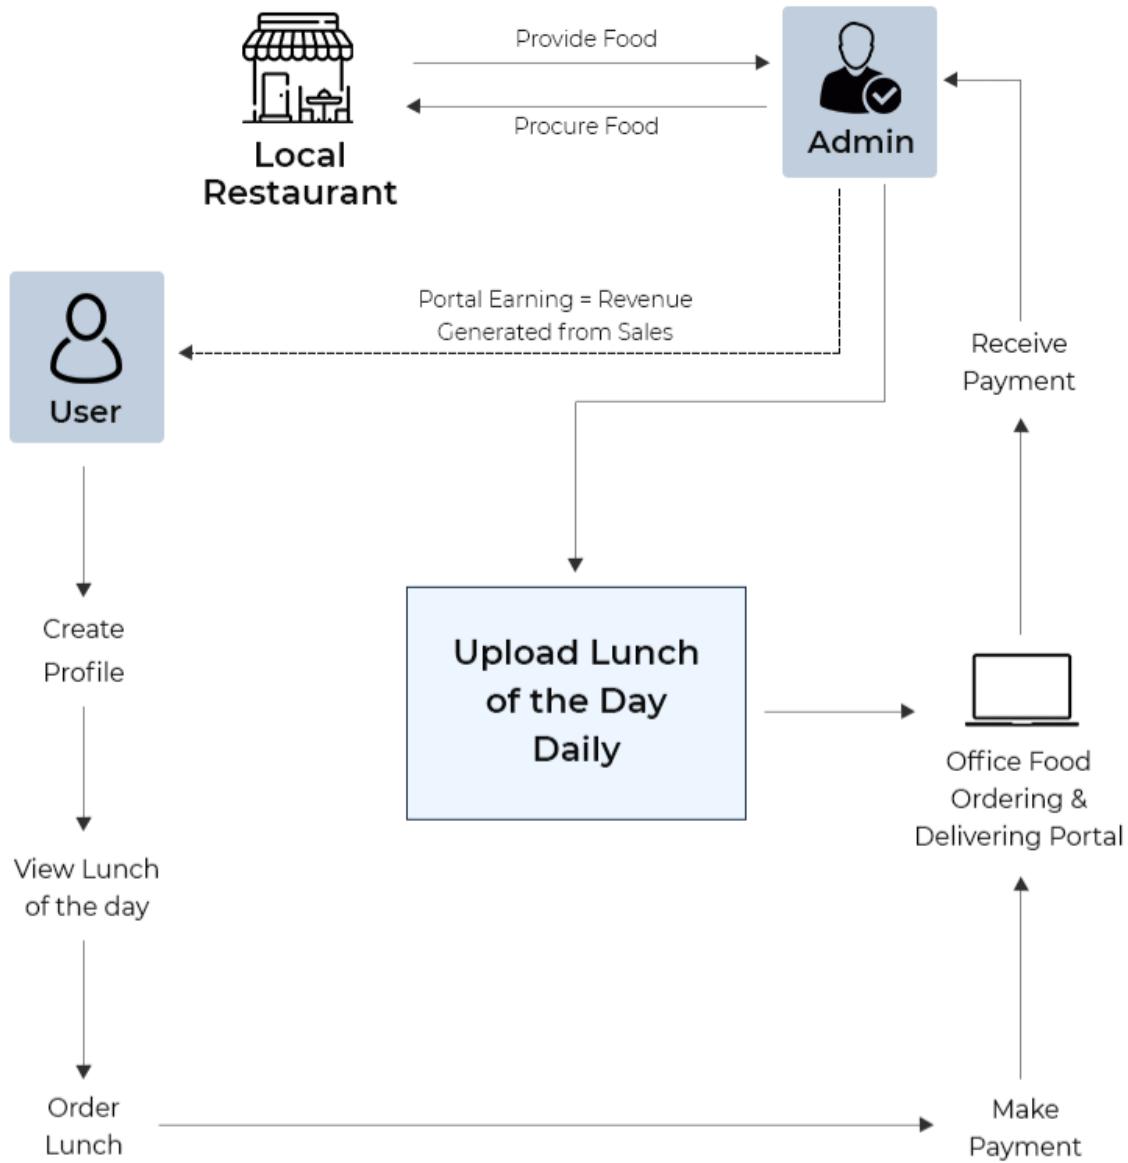 Provide Food
Procure Food
Admin
Local
Restaurant
Portal Earning = Revenue
Generated from Sales
User
Receive
Payment
Create
Profile
Upload Lunch
of the Day
Daily
Office Food
Ordering &
Delivering Portal
View Lunch
of the day
Order
Lunch
Make
Payment